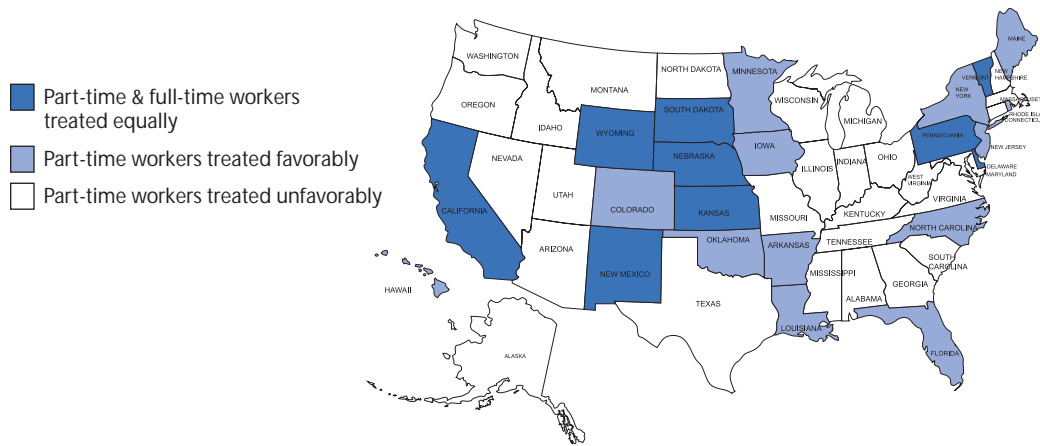 Part-time & full-time workers
treated equally
Part-time workers treated favorably
Part-time workers treated unfavorably
WASHINGTON
OREGON
CALIFORNIA
NEVADA
IDAHO
MONTANA
WYOMING
UTAH
ARIZONA
COLORADO
NEW MEXICO
NORTH DAKOTA
SOUTH DAKOTA
NEBRASKA
KANSAS
OKLAHOMA
TEXAS
MINNESOTA
IOWA
MISSOURI
ARKANSAS
LOUISIANA
WISCONSIN
MICHIGAN
ILLINOIS
INDIANA
OHIO
KENTUCKY
TENNESSEE
MISSISSIPPI
ALABAMA
GEORGIA
FLORIDA
SOUTH
CAROLINA
NORTH CAROLINA
VIRGINIA
WEST
VIRGINIA
PENNSYLVANIA
NEW
YORK
VERMONT
NEW
HAMPSHIRE
MAINE
MASSACHUSETTS
RHODE ISLAND
CONNECTICUT
NEW JERSEY
DELAWARE
MARYLAND
HAWAII
ALASKA